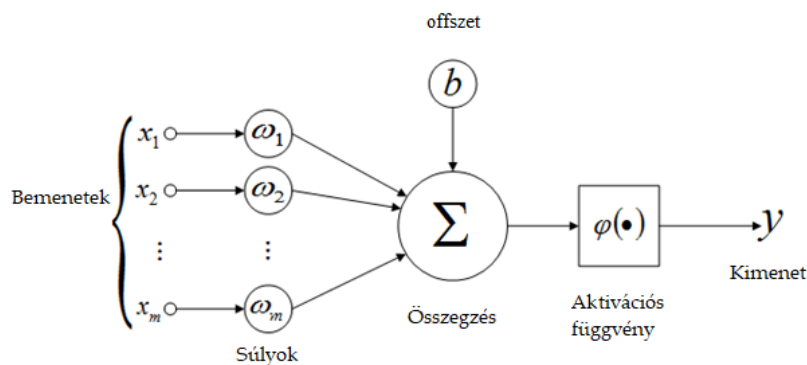 offszet
b
x₁ ω₁
Bemenetek
x₂ ω₂
Σ
φ(•)
y
⋮ ⋮
Kimenet
xₘ ωₘ
Összegzés
Aktivációs
függvény
Súlyok